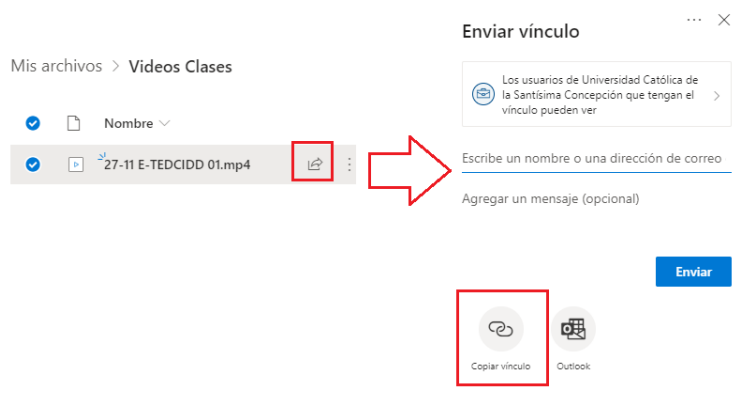 Mis archivos > Videos Clases
Nombre
27-11 E-TEDCIDD 01.mp4
Enviar vínculo
Los usuarios de Universidad Católica de
la Santísima Concepción que tengan el
vínculo pueden ver
Escribe un nombre o una dirección de correo
Agregar un mensaje (opcional)
Enviar
Copiar vínculo
Outlook